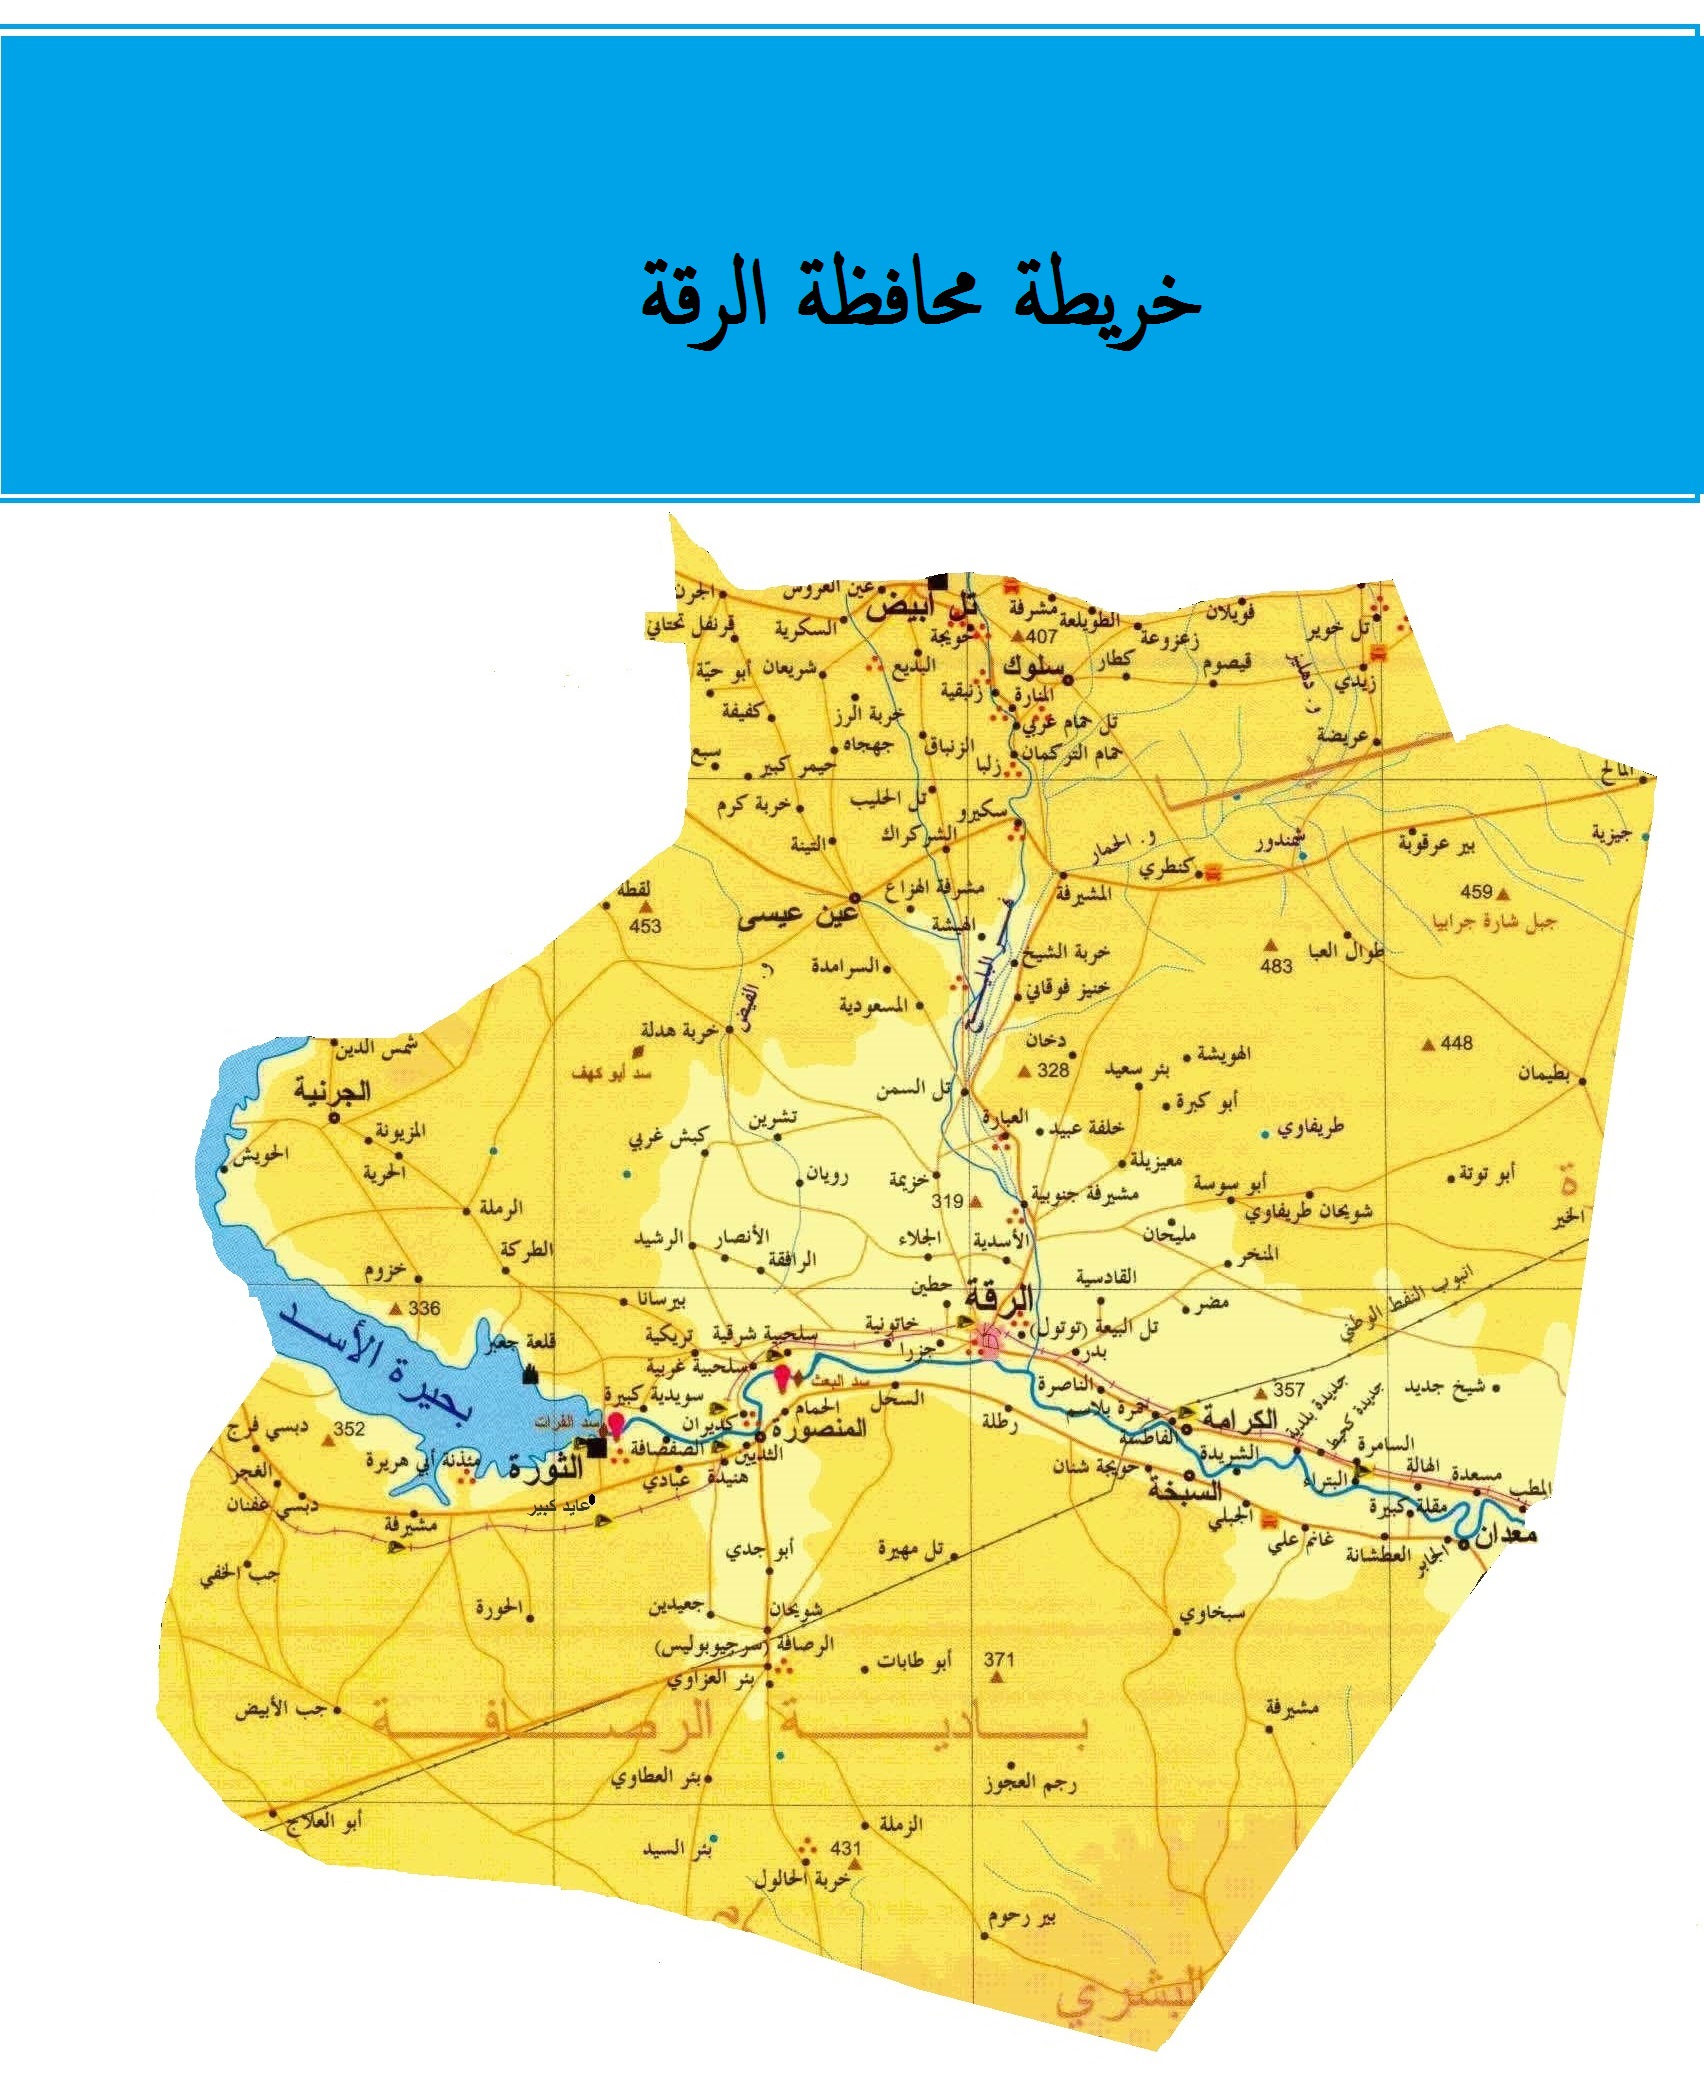 خريطة محافظة الرقة
عين العروس
تل أبيض
الجرن
قرنفل تحتاني
السكرية
حويجة
مشرفة
407
الطويلعة
زعزوعة
فويلان
تل خوير
أبو حيّة
شريعان
البديع
سلوك
كطار
قيصوم
و. دهليز
زيدي
زنبقية
المنارة
كفيفة
خربة الرز
تل حمام غربي
عريضة
سبع
حيمر كبير
جهجاه
الزنباق
زلبا
حمام التركمان
المالح
خربة كرم
تل الحليب
سكيرو
التينة
الشركراك
و. الحمار
شمندور
بير عرقوبة
جيزية
كنطري
لقطه
453
مشرفة الهزاع
المشيرفة
459
جبل شارة جرابيا
عين عيسى
الهيشة
نهر البليخ
خربة الشيخ
طوال العبا
483
السرامدة
خنيز فوقاني
المسعودية
و. الفيض
خربة هدلة
شمس الدين
سد أبو كهف
دخان
328
الهويشة
بئر سعيد
448
بطيمان
الجرنية
تل السمن
أبو كبرة
المزيونة
تشرين
العبارة
خلفة عبيد
طريفاوي
الحويش
الحرية
كبش غربي
معيزيلة
رويان
خزيمة
319
مشيرفة جنوبية
أبو سوسة
أبو توتة
ة
الخير
الرملة
شويحان طريفاوي
مليحان
الطركة
الرشيد
الأنصار
الجلاء
الأسدية
المنخر
خزوم
الرافقة
حطين
القادسية
انبوب النفط الوطني
336
بيرسانا
الرقة
مضر
بحيرة الأسد
قلعة جعبر
تريكية
سلحبية شرقية
خاتونية
جزرا
تل البيعة (توتول)
بدر
سلحبية غربية
سد البعث
الناصرة
357
جديدة بلدية
جديدة كحيط
شيخ جديد
سويدية كبيرة
السحل
حمرة بلاسم
سد الفرات
كديران
الحمام
المنصورة
رطلة
الكرامة
352
دبسي فرج
الصفصافة
الثديين
الفاطسة
السامرة
الغجر
مئذنة أبي هريرة
الثورة
عبادي
هنيدة
حويجة شنان
الشريدة
الهالة
مسعدة
دبسي عفنان
عايد كبير
السبخة
البتراء
مقلة كبيرة
المطب
مشيرفة
الجبلي
غانم علي
العطشانة
الجابر
معدان
جب الخفي
أبو جدي
تل مهيرة
الحورة
جعيدين
شويحان
سبخاوي
الرصافة (سرجيوبوليس)
بئر العزاوي
أبو طابات
371
جب الأبيض
باديـة الرصـافـة
مشيرفة
بئر العطاوي
رجم العجوز
أبو العلاج
الزملة
بئر السيد
431
خربة الحالول
بير رحوم
البشري